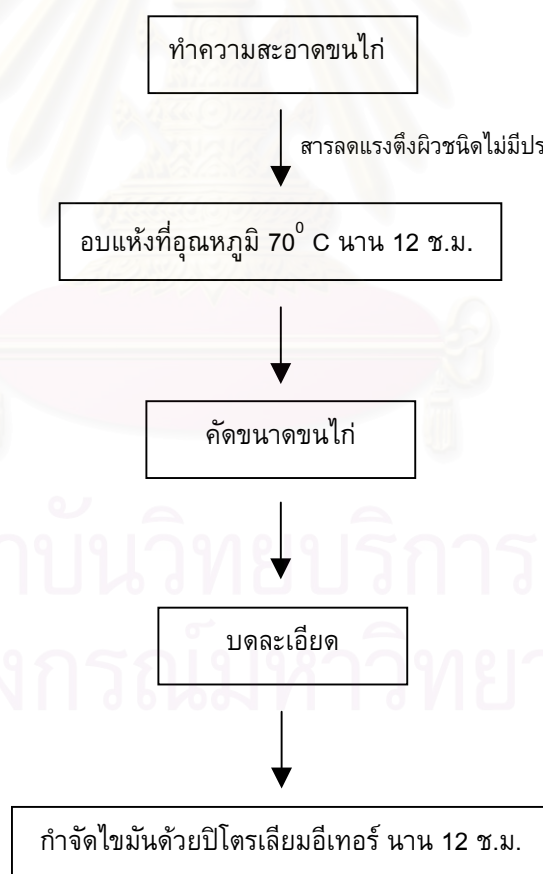 ทำความสะอาดขนไก่
สารลดแรงตึงผิวชนิดไม่มีประ
อบแห้งที่อุณหภูมิ 70⁰ C นาน 12 ช.ม.
คัดขนาดขนไก่
บดละเอียด
กำจัดไขมันด้วยปิโตรเลียมอีเทอร์ นาน 12 ช.ม.